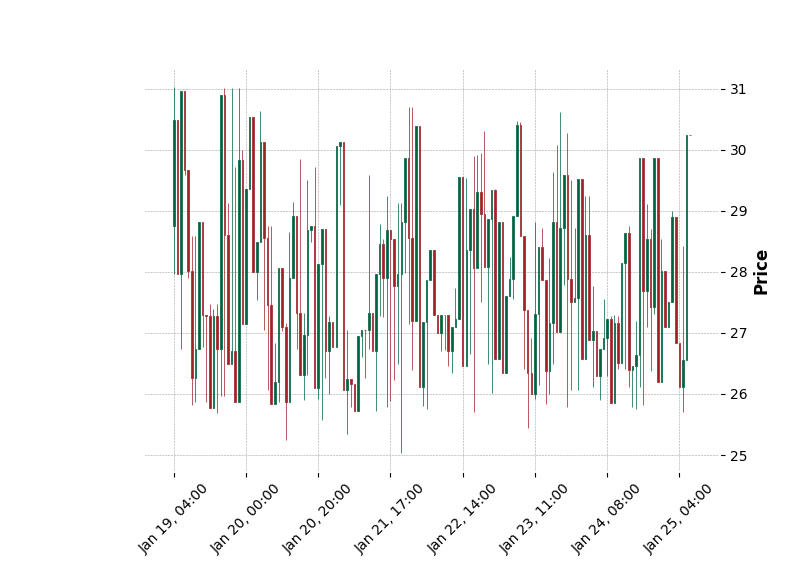 31
30
29
28
27
26
25
Price
Jan 19, 04:00
Jan 20, 00:00
Jan 20, 20:00
Jan 21, 17:00
Jan 22, 14:00
Jan 23, 11:00
Jan 24, 08:00
Jan 25, 04:00